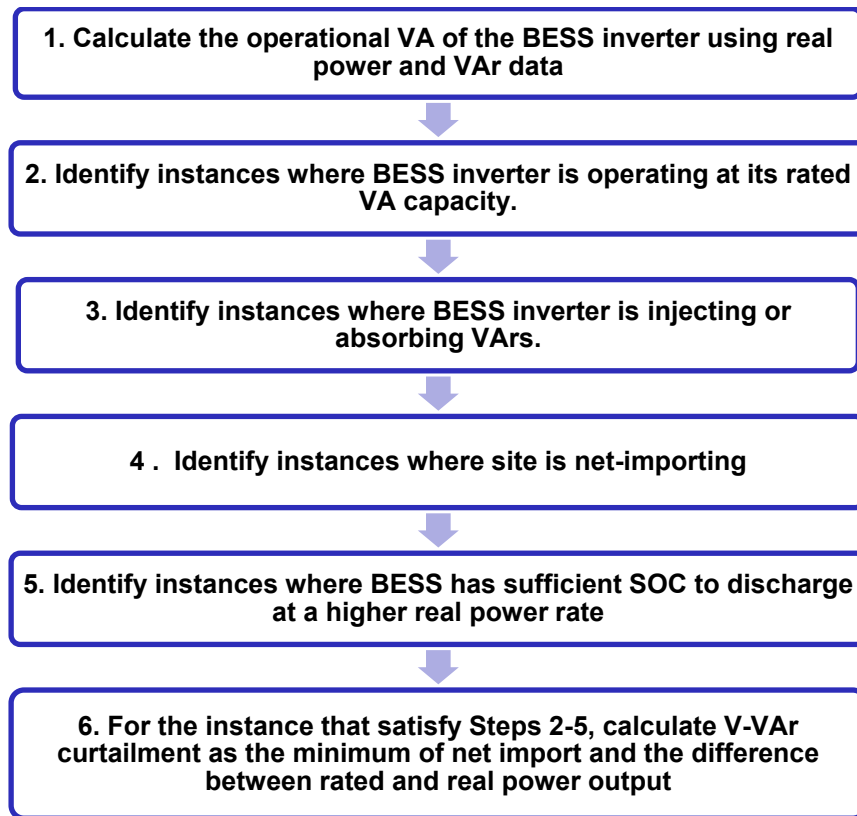 1. Calculate the operational VA of the BESS inverter using real
power and VAr data
2. Identify instances where BESS inverter is operating at its rated
VA capacity.
3. Identify instances where BESS inverter is injecting or
absorbing VArs.
4 . Identify instances where site is net-importing
5. Identify instances where BESS has sufficient SOC to discharge
at a higher real power rate
6. For the instance that satisfy Steps 2-5, calculate V-VAr
curtailment as the minimum of net import and the difference
between rated and real power output